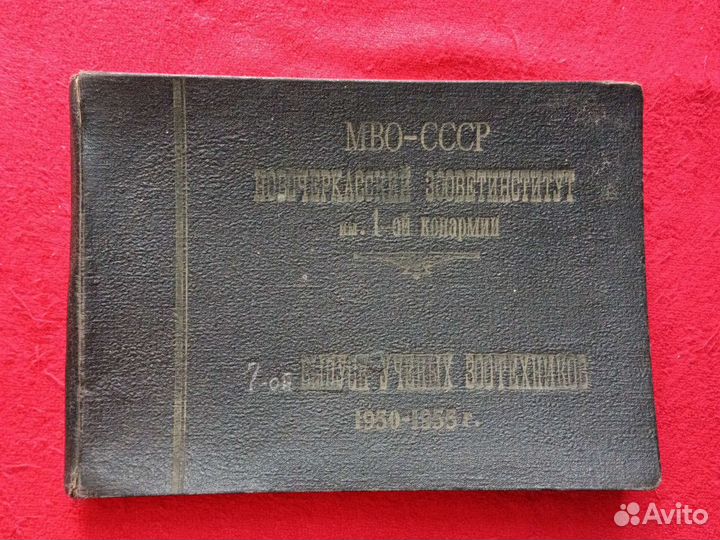 МВО-СССР
НОВОЧЕРКАССКИЙ ЗООВЕТИНСТИТУТ
им. 1-ой конармии
7-ой ВЫПУСК УЧЕНЫХ ЗООТЕХНИКОВ
1950-1955 г.
Avito